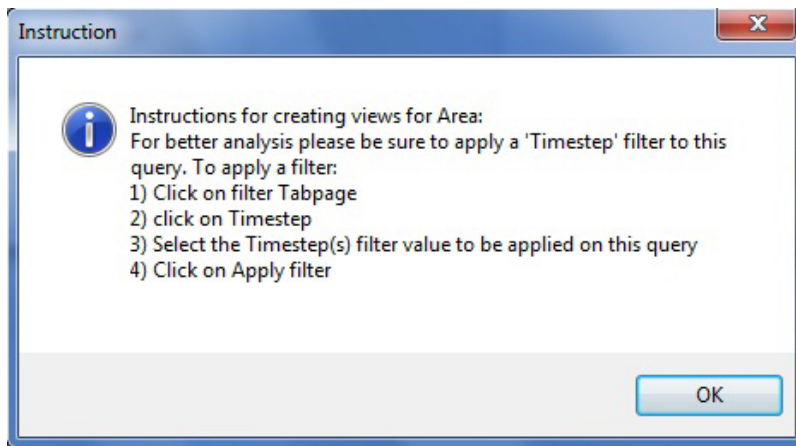 Instruction
Instructions for creating views for Area:
For better analysis please be sure to apply a 'Timestep' filter to this
query. To apply a filter:
1) Click on filter Tabpage
2) click on Timestep
3) Select the Timestep(s) filter value to be applied on this query
4) Click on Apply filter
OK